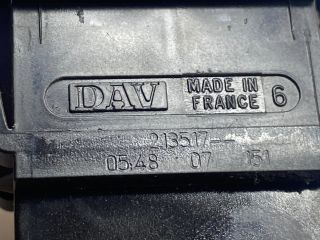 DAV
MADE IN
FRANCE
6
213517--
05.48 07 151